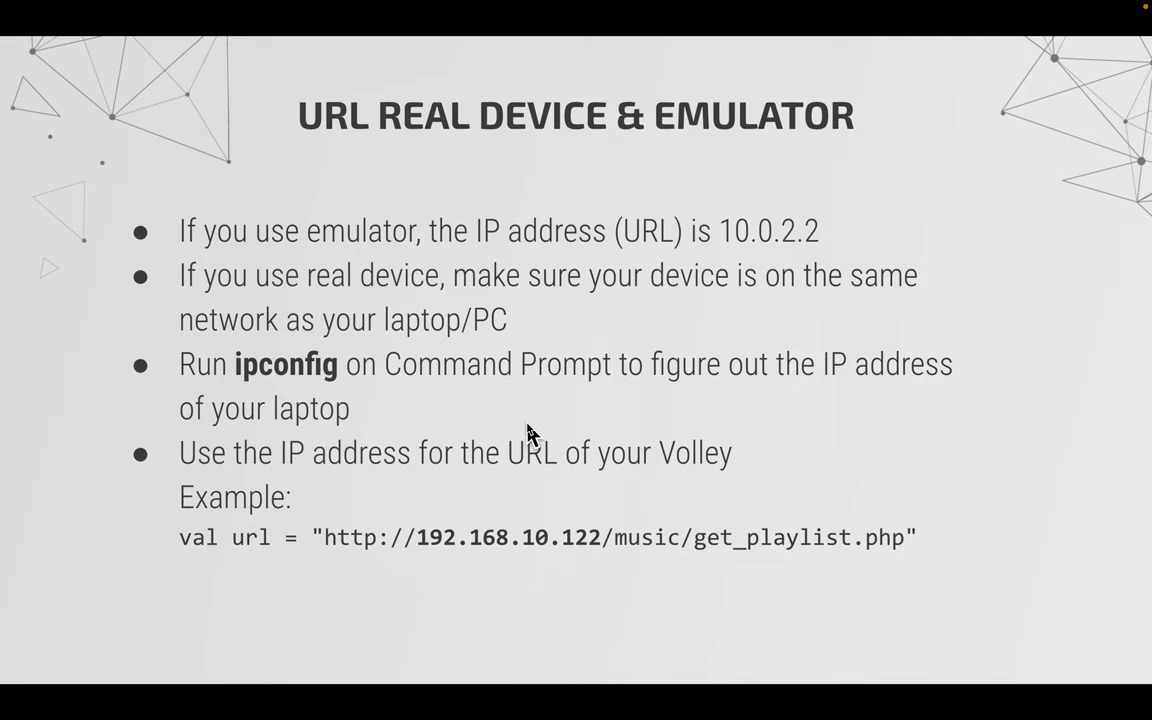 URL REAL DEVICE & EMULATOR
● If you use emulator, the IP address (URL) is 10.0.2.2
● If you use real device, make sure your device is on the same
network as your laptop/PC
● Run ipconfig on Command Prompt to figure out the IP address
of your laptop
● Use the IP address for the URL of your Volley
Example:
val url = "http://192.168.10.122/music/get_playlist.php"